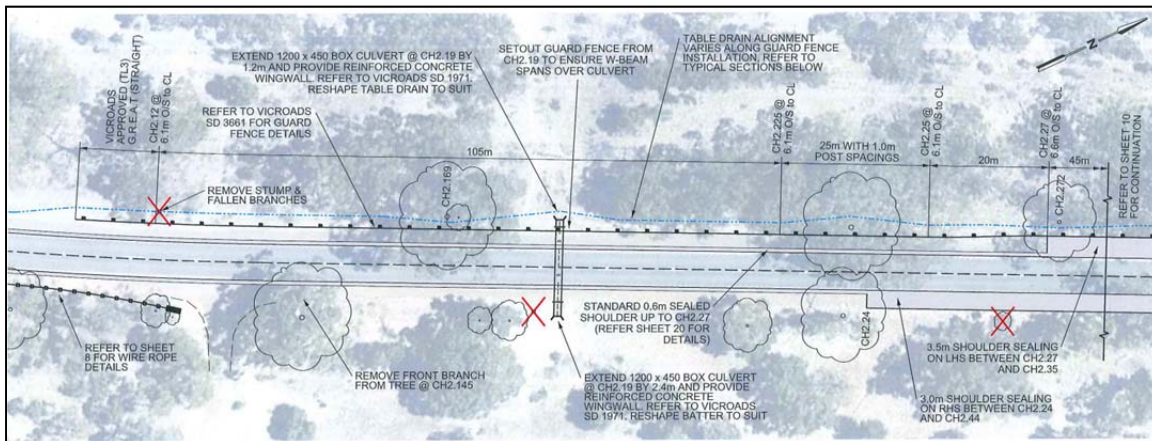 VICROADS
APPROVED (TL3)
G.R.E.A.T (STRAIGHT)
CH2.12 @
6.1m O/S to CL
EXTEND 1200 x 450 BOX CULVERT @ CH2.19 BY
1.2m AND PROVIDE REINFORCED CONCRETE
WINGWALL. REFER TO VICROADS SD 1971.
RESHAPE TABLE DRAIN TO SUIT
REFER TO VICROADS
SD 3661 FOR GUARD
FENCE DETAILS
SETOUT GUARD FENCE FROM
CH2.19 TO ENSURE W-BEAM
SPANS OVER CULVERT
TABLE DRAIN ALIGNMENT
VARIES ALONG GUARD FENCE
INSTALLATION, REFER TO
TYPICAL SECTIONS BELOW
N
105m
CH2.225 @
6.1m O/S to CL
25m WITH 1.0m
POST SPACINGS
CH2.25 @
6.1m O/S to CL
20m
CH2.27 @
6.6m O/S to CL
45m
REFER TO SHEET 10
FOR CONTINUATION
REMOVE STUMP &
FALLEN BRANCHES
CH2.169
CH2.272
REFER TO SHEET
8 FOR WIRE ROPE
DETAILS
REMOVE FRONT BRANCH
FROM TREE @ CH2.145
STANDARD 0.6m SEALED
SHOULDER UP TO CH2.27
(REFER SHEET 20 FOR
DETAILS)
CH2.24
EXTEND 1200 x 450 BOX CULVERT
@ CH2.19 BY 2.4m AND PROVIDE
REINFORCED CONCRETE
WINGWALL. REFER TO VICROADS
SD 1971. RESHAPE BATTER TO SUIT
3.5m SHOULDER SEALING
ON LHS BETWEEN CH2.27
AND CH2.35
3.0m SHOULDER SEALING
ON RHS BETWEEN CH2.24
AND CH2.44